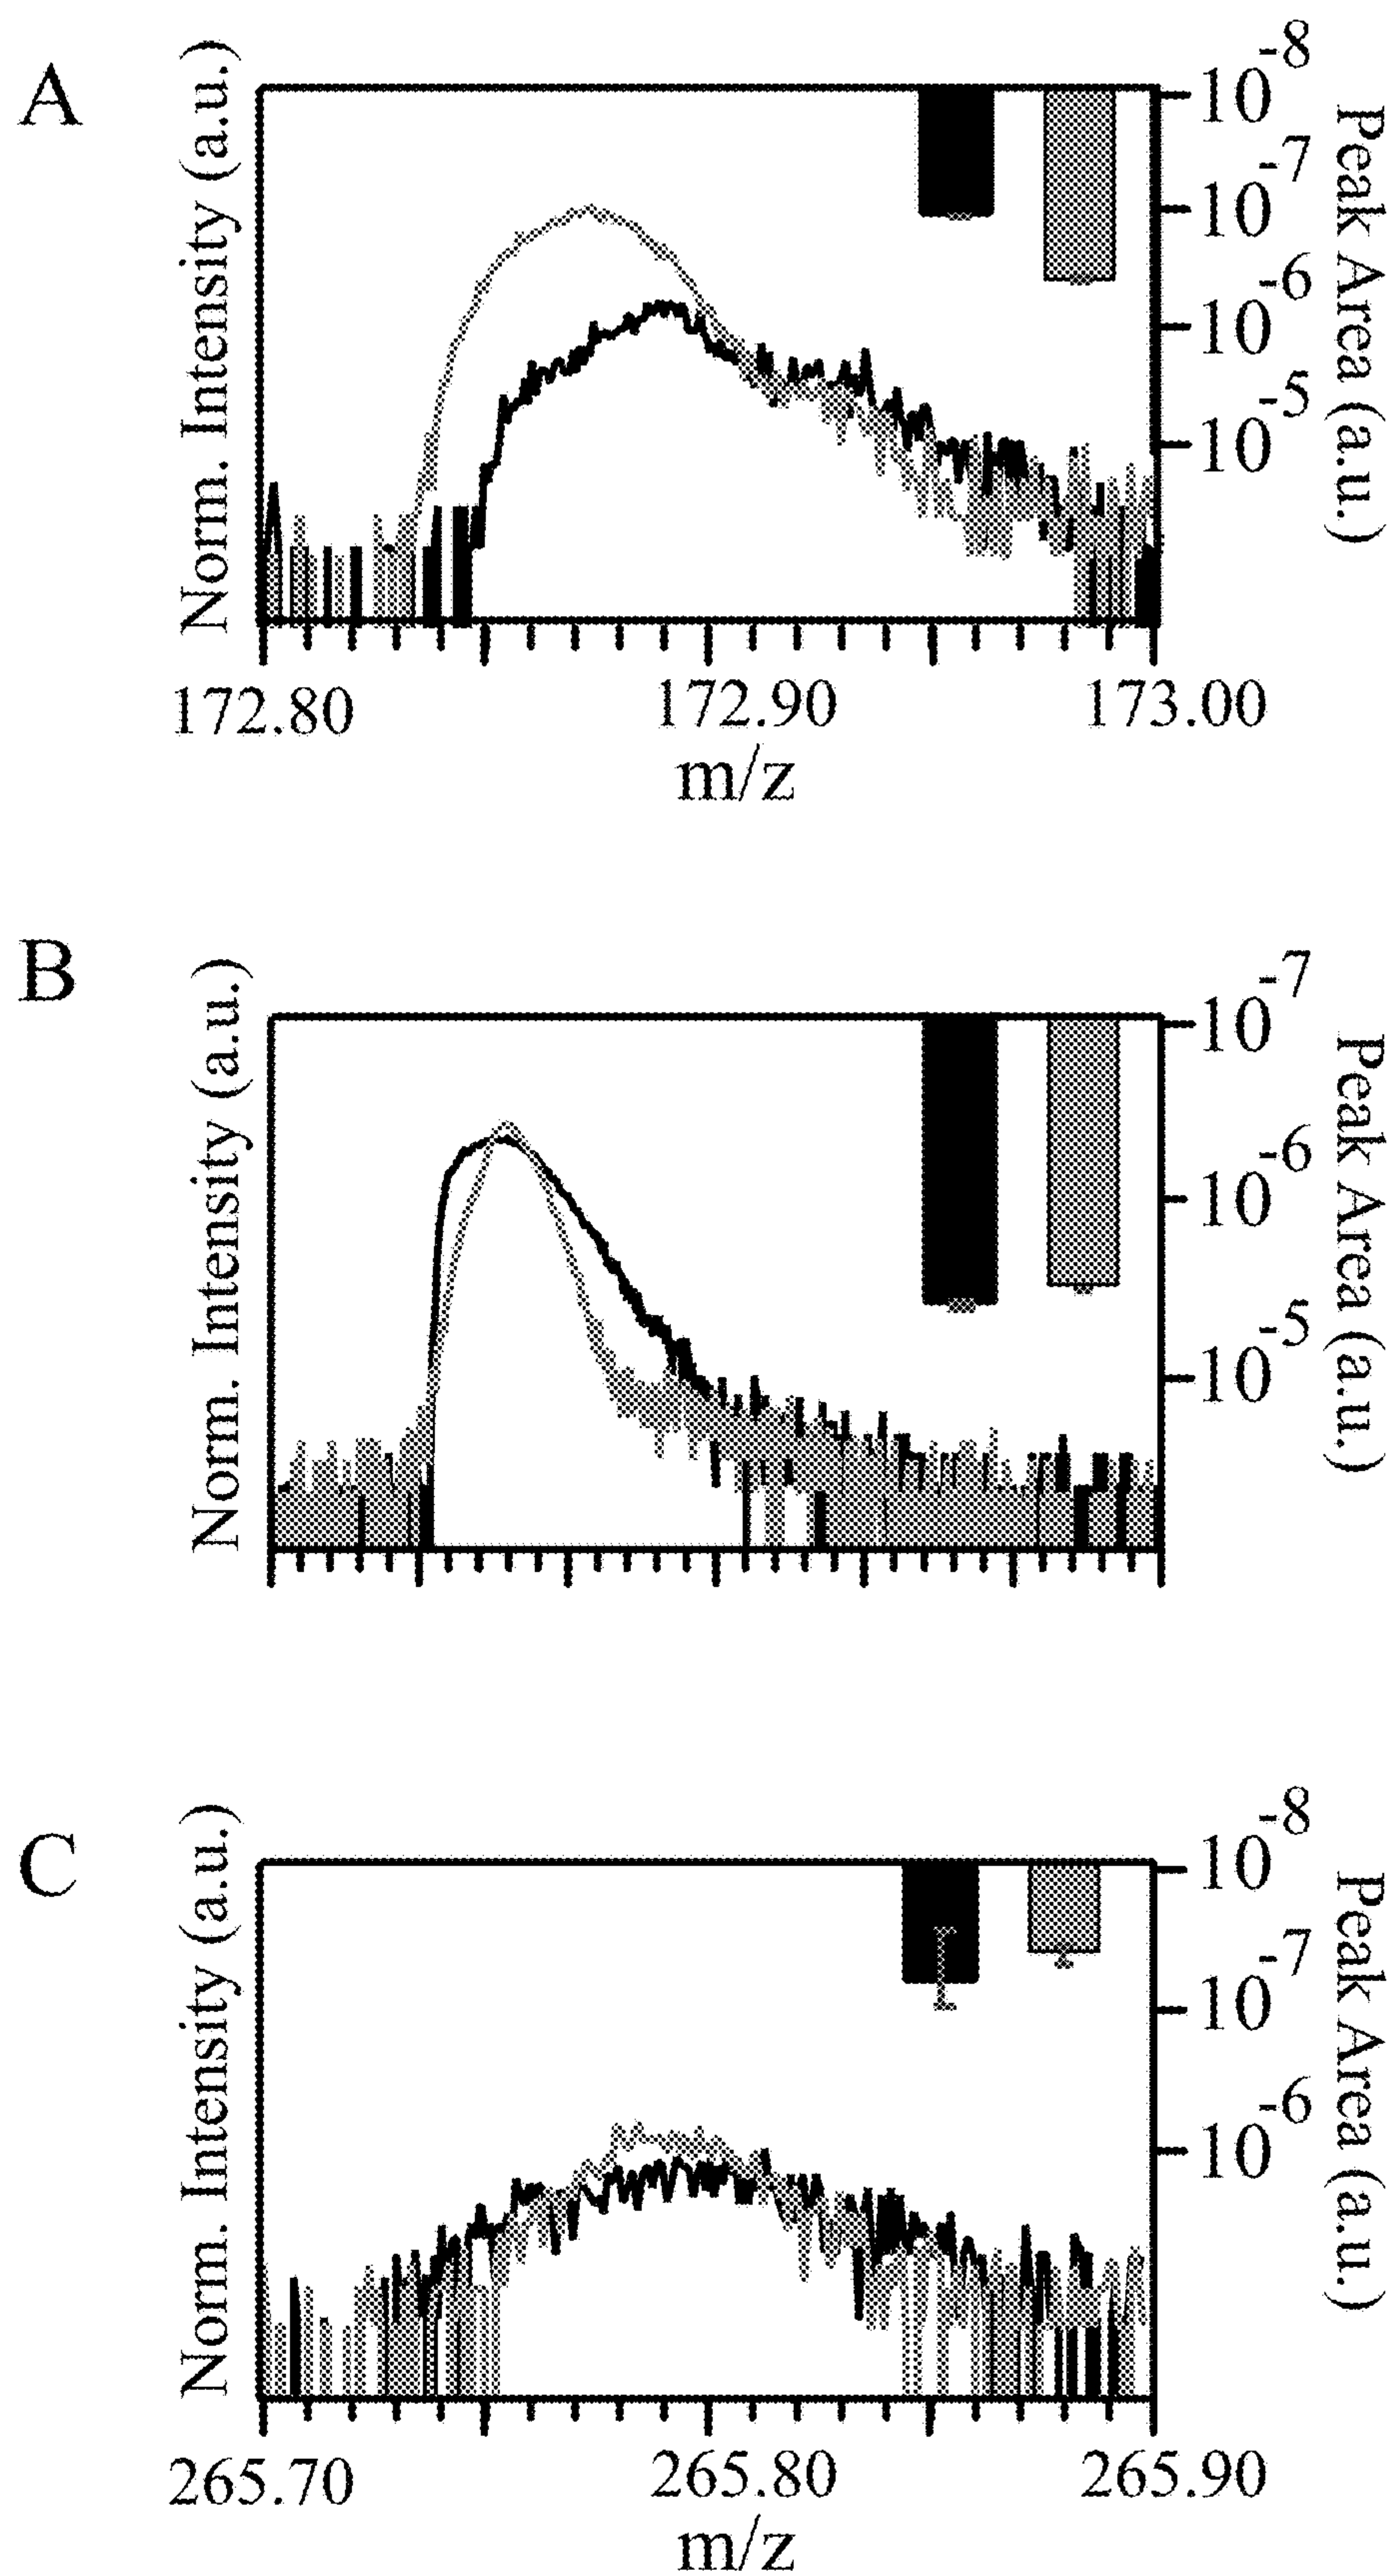 A
Norm. Intensity (a.u.)
10-8
10-7
10-6
10-5
Peak Area (a.u.)
172.80 172.90 173.00
m/z
B
Norm. Intensity (a.u.)
10-7
10-6
10-5
Peak Area (a.u.)
C
Norm. Intensity (a.u.)
10-8
10-7
10-6
Peak Area (a.u.)
265.70 265.80 265.90
m/z